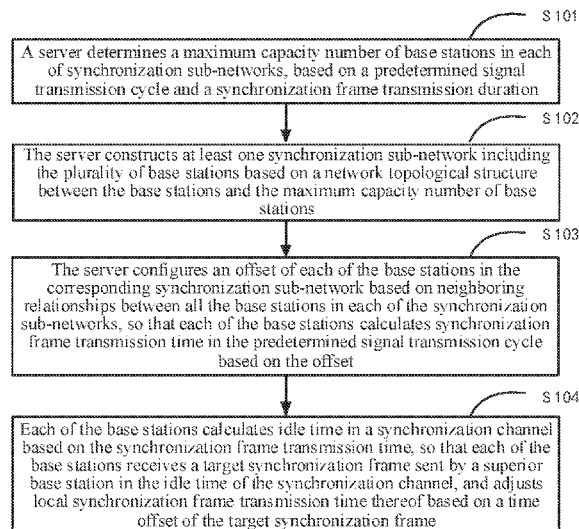 S101
A server determines a maximum capacity number of base stations in each
of synchronization sub-networks, based on a predetermined signal
transmission cycle and a synchronization frame transmission duration
S102
The server constructs at least one synchronization sub-network including
the plurality of base stations based on a network topological structure
between the base stations and the maximum capacity number of base
stations
S103
The server configures an offset of each of the base stations in the
corresponding synchronization sub-network based on neighboring
relationships between all the base stations in each of the synchronization
sub-networks, so that each of the base stations calculates synchronization
frame transmission time in the predetermined signal transmission cycle
based on the offset
S104
Each of the base stations calculates idle time in a synchronization channel
based on the synchronization frame transmission time, so that each of the
base stations receives a target synchronization frame sent by a superior
base station in the idle time of the synchronization channel, and adjusts
local synchronization frame transmission time thereof based on a time
offset of the target synchronization frame